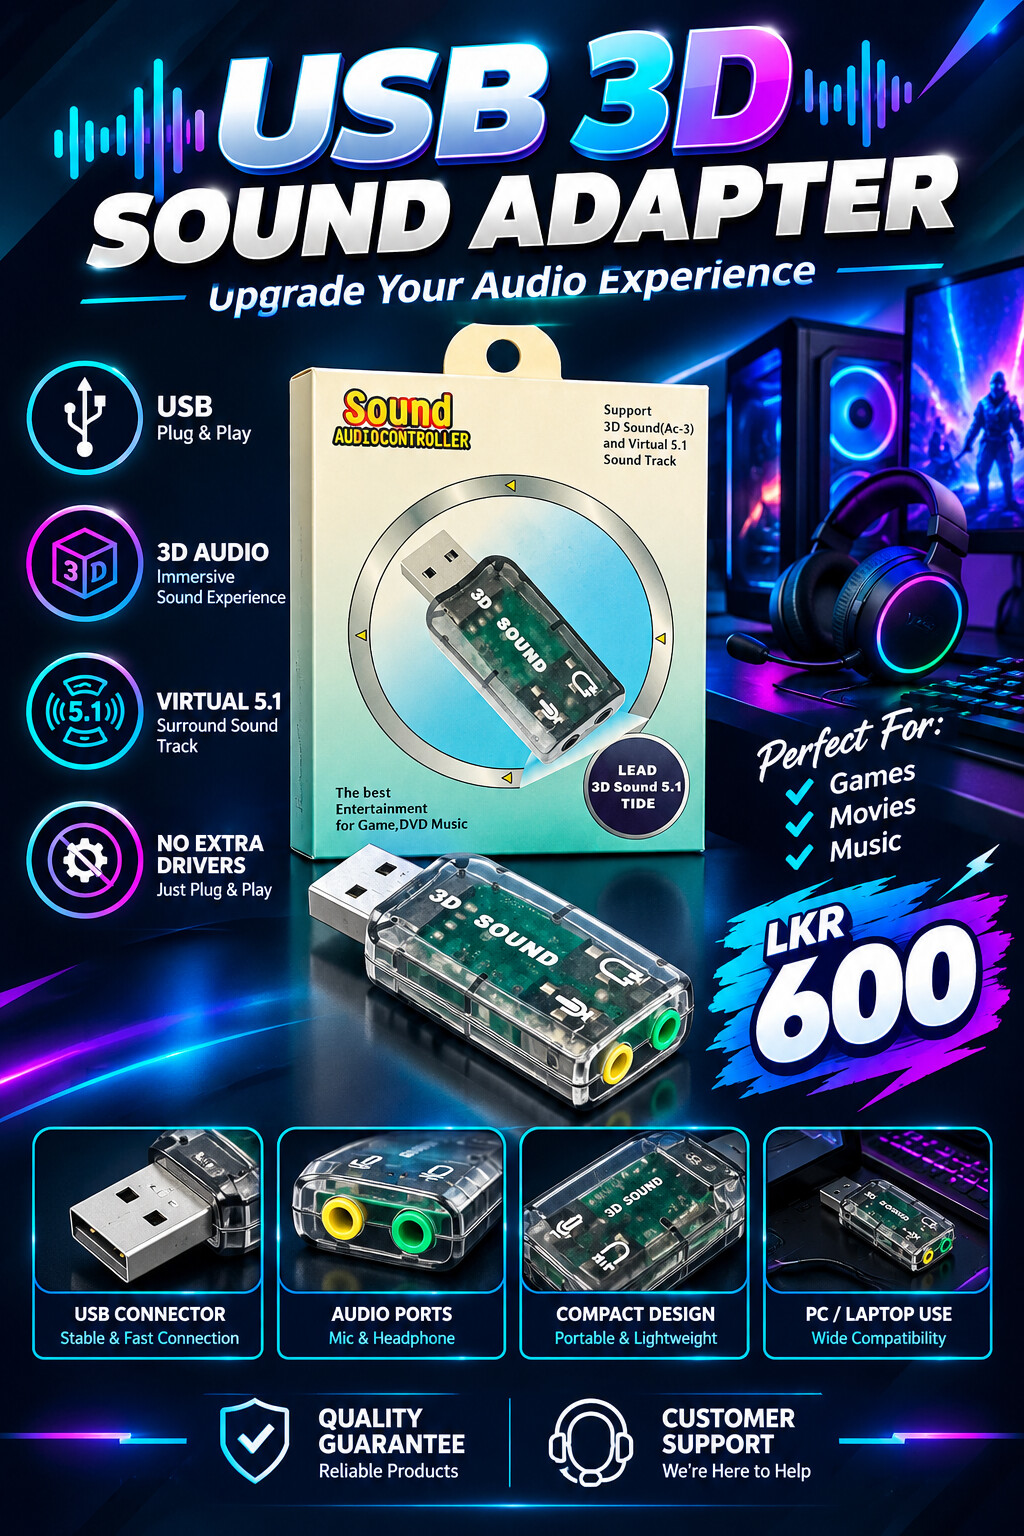 USB 3D
SOUND ADAPTER
Upgrade Your Audio Experience
USB
Plug & Play
3D AUDIO
Immersive
Sound Experience
3D
VIRTUAL 5.1
Surround Sound
Track
5.1
NO EXTRA
DRIVERS
Just Plug & Play
Sound
AUDIOCONTROLLER
Support
3D Sound(Ac-3)
and Virtual 5.1
Sound Track
3D SOUND
LEAD
3D Sound 5.1
TIDE
The best
Entertainment
for Game,DVD Music
Perfect For:
Games
Movies
Music
3D SOUND
LKR
600
3D SOUND
3D SOUND
USB CONNECTOR
Stable & Fast Connection
AUDIO PORTS
Mic & Headphone
COMPACT DESIGN
Portable & Lightweight
PC / LAPTOP USE
Wide Compatibility
QUALITY
GUARANTEE
Reliable Products
CUSTOMER
SUPPORT
We're Here to Help